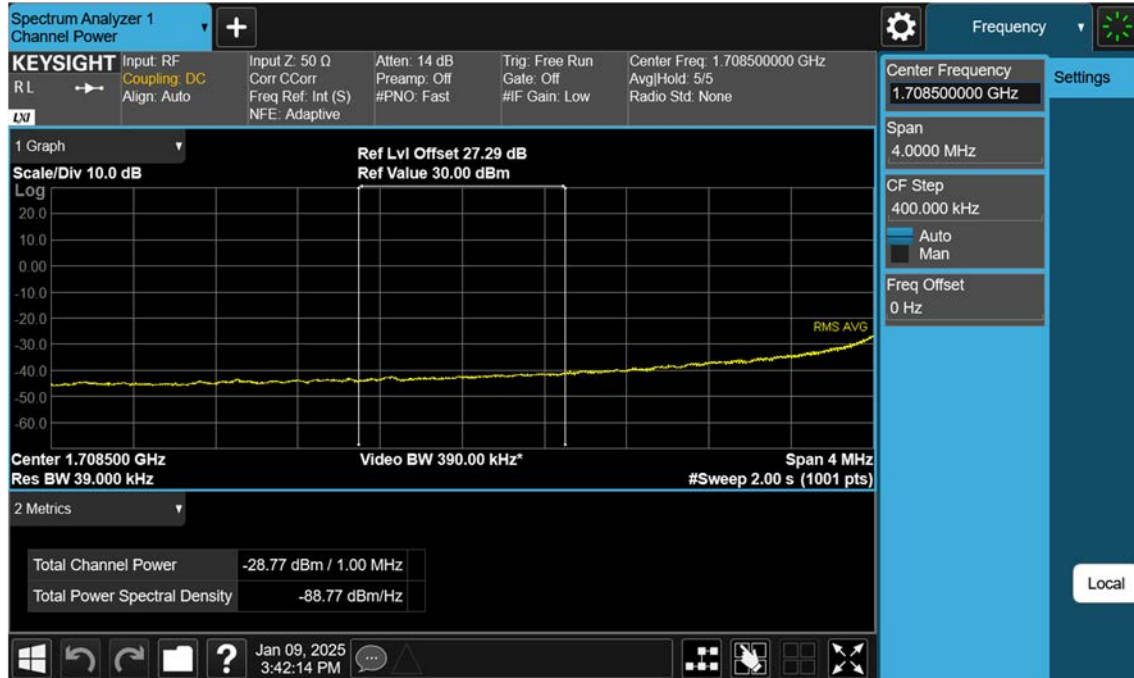 Spectrum Analyzer 1
Channel Power
Frequency
KEYSIGHT
R L
LXI
Input: RF
Coupling: DC
Align: Auto
Input Z: 50 Ω
Corr CCorr
Freq Ref: Int (S)
NFE: Adaptive
Atten: 14 dB
Preamp: Off
#PNO: Fast
Trig: Free Run
Gate: Off
#IF Gain: Low
Center Freq: 1.708500000 GHz
Avg|Hold: 5/5
Radio Std: None
Center Frequency
1.708500000 GHz
Settings
Span
4.0000 MHz
CF Step
400.000 kHz
Auto
Man
Freq Offset
0 Hz
Local
1 Graph
Scale/Div 10.0 dB
Ref Lvl Offset 27.29 dB
Ref Value 30.00 dBm
Log
20.0
10.0
0.00
-10.0
-20.0
-30.0
-40.0
-50.0
-60.0
RMS AVG
Center 1.708500 GHz
Video BW 390.00 kHz*
Span 4 MHz
Res BW 39.000 kHz
#Sweep 2.00 s (1001 pts)
2 Metrics
Total Channel Power -28.77 dBm / 1.00 MHz
Total Power Spectral Density -88.77 dBm/Hz
Jan 09, 2025
3:42:14 PM